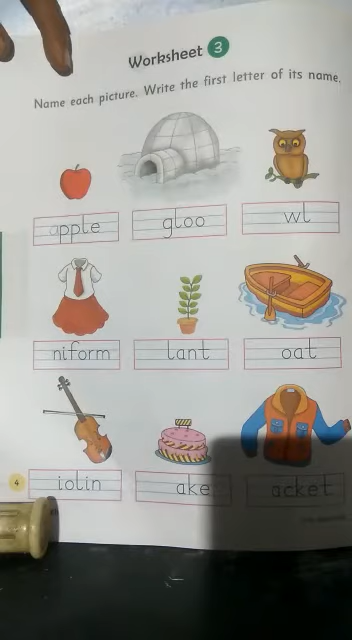 Worksheet 3
Name each picture. Write the first letter of its name.
apple gloo wl
niform lant oat
iolin ake acket
4